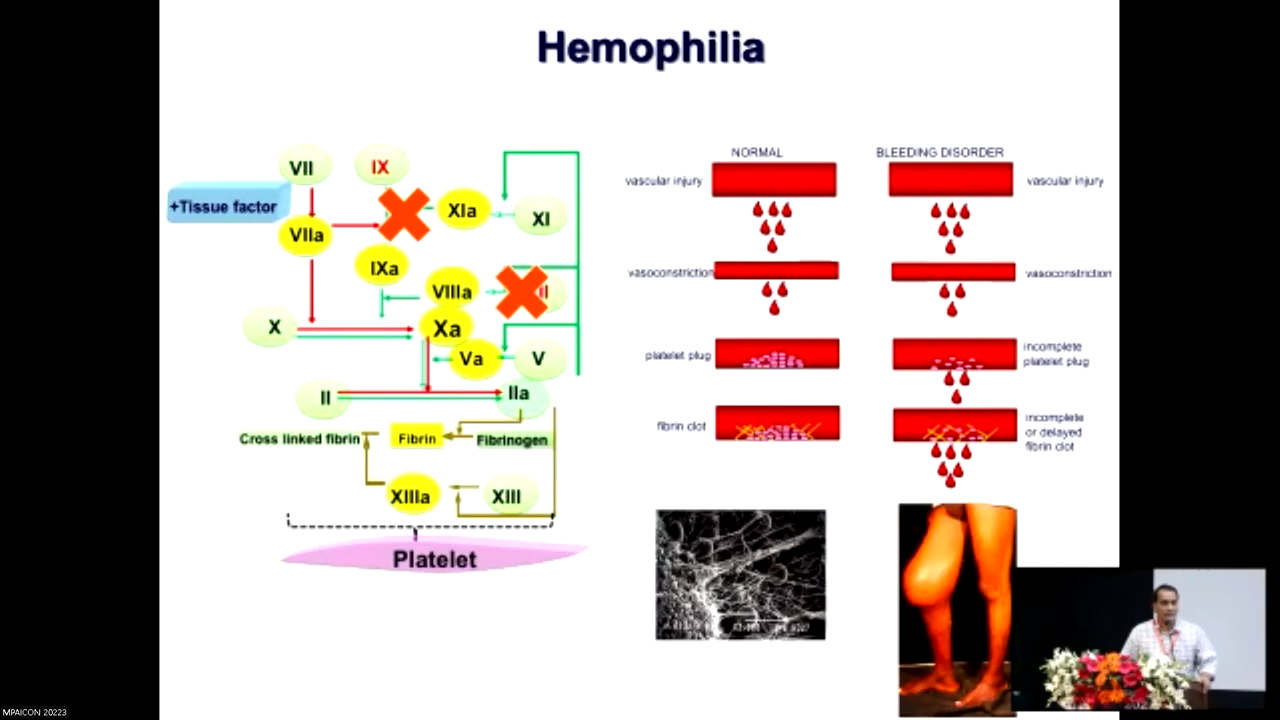 Hemophilia
VII
IX
+Tissue factor
XIa
XI
VIIa
IXa
VIIIa
X
Xa
Va
V
II
IIa
Cross linked fibrin
Fibrin
Fibrinogen
XIIIa
XIII
Platelet
NORMAL
BLEEDING DISORDER
vascular injury
vascular injury
vasoconstriction
vasoconstriction
platelet plug
incomplete
platelet plug
fibrin clot
incomplete
or delayed
fibrin clot
MPAICON 20223